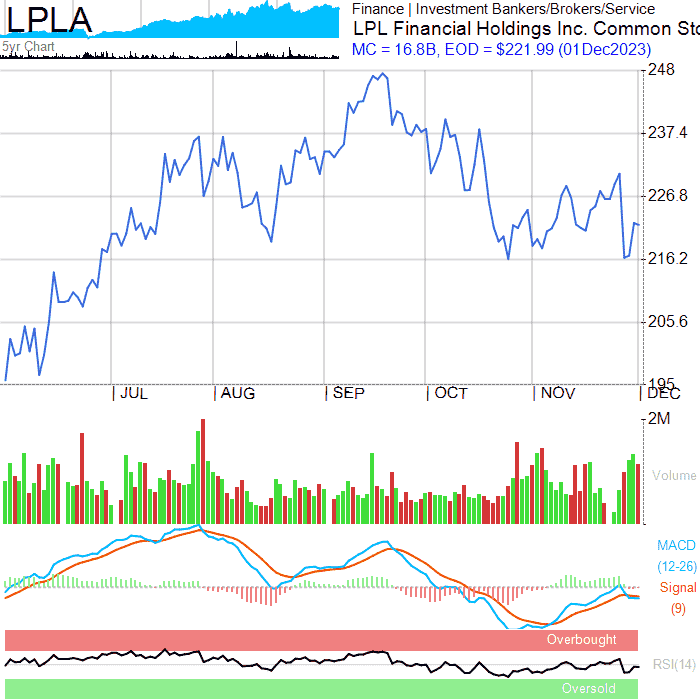 LPLA
5yr Chart
Finance | Investment Bankers/Brokers/Service
LPL Financial Holdings Inc. Common Sto
MC = 16.8B, EOD = $221.99 (01Dec2023)
248
237.4
226.8
216.2
205.6
195
JUL AUG SEP OCT NOV DEC
2M
Volume
MACD
(12-26)
Signal
(9)
Overbought
RSI(14)
Oversold